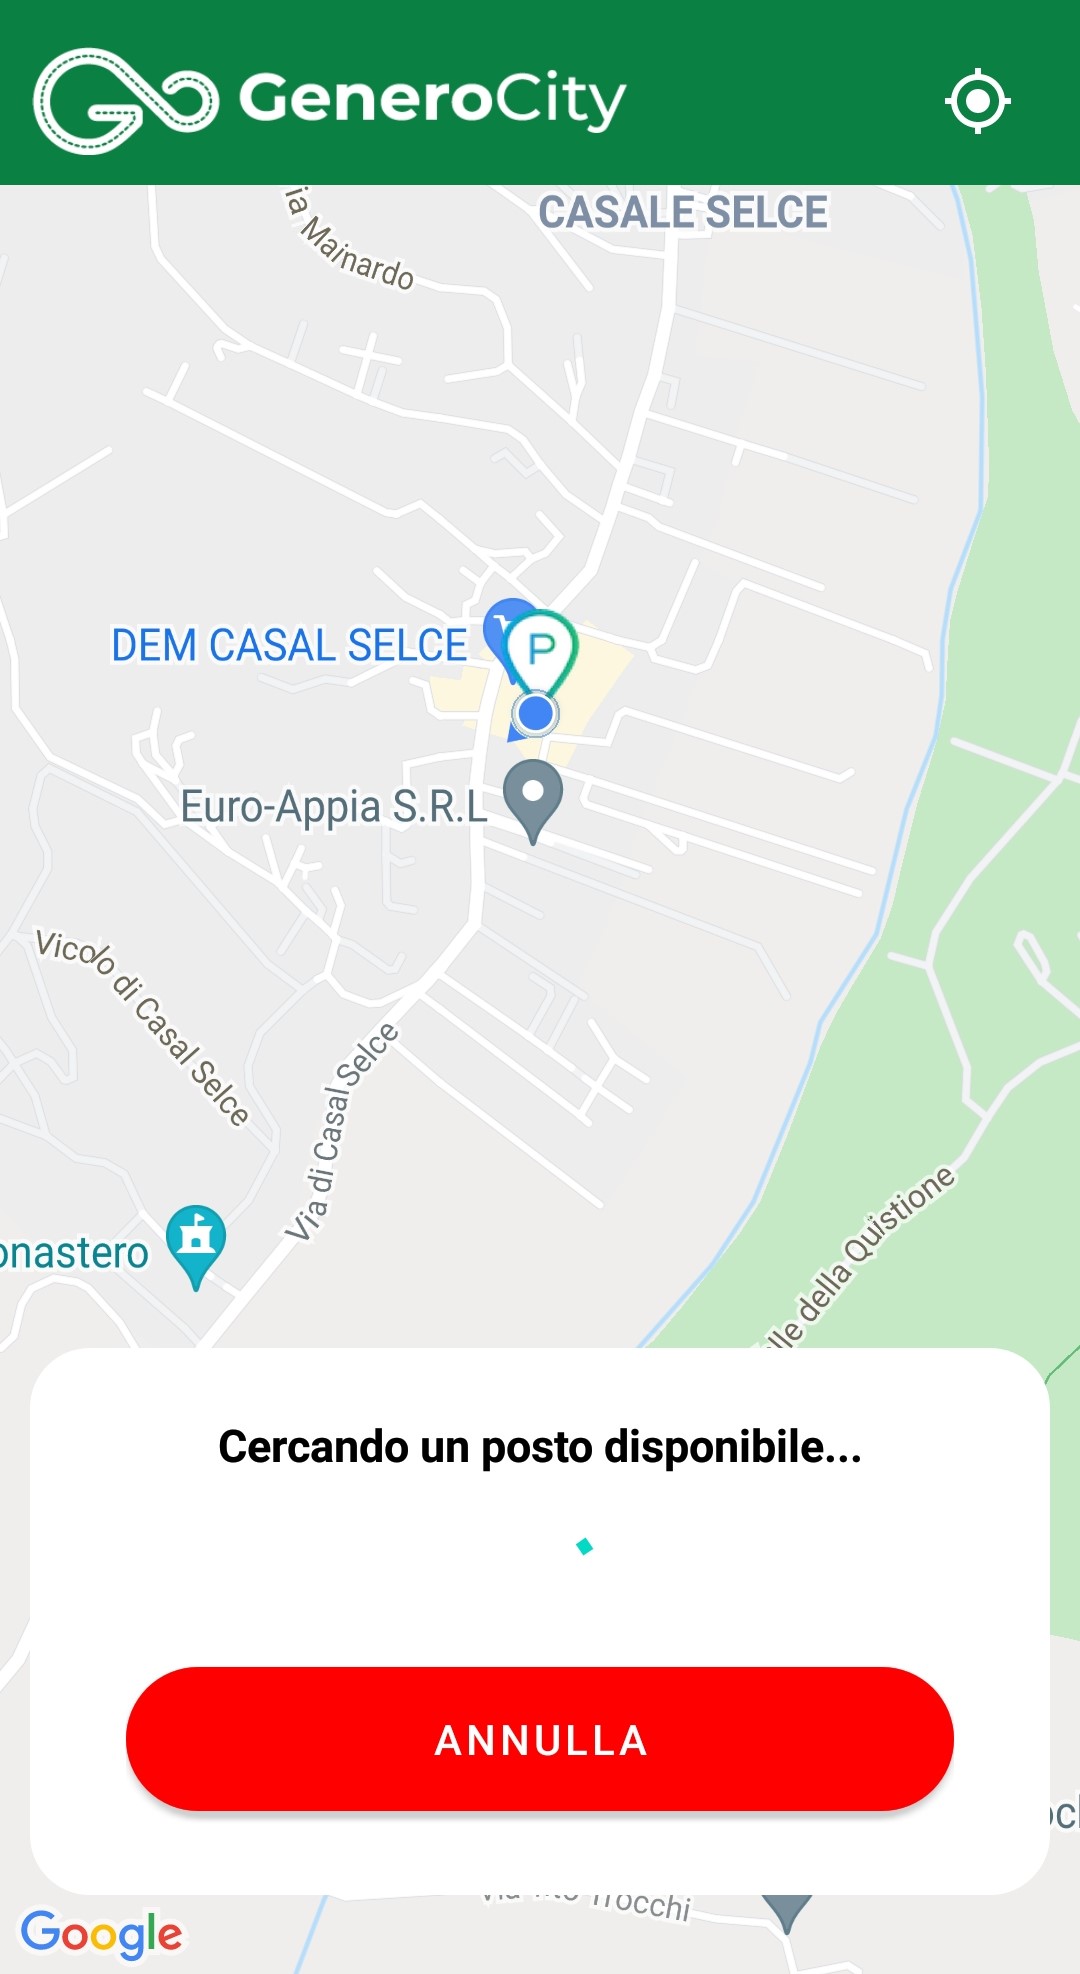 GeneroCity
CASALE SELCE
ia Mainardo
DEM CASAL SELCE
P
Euro-Appia S.R.L
Vicolo di Casal Selce
Via di Casal Selce
onastero
lle della Quistione
Cercando un posto disponibile...
ANNULLA
Trocchi
Google